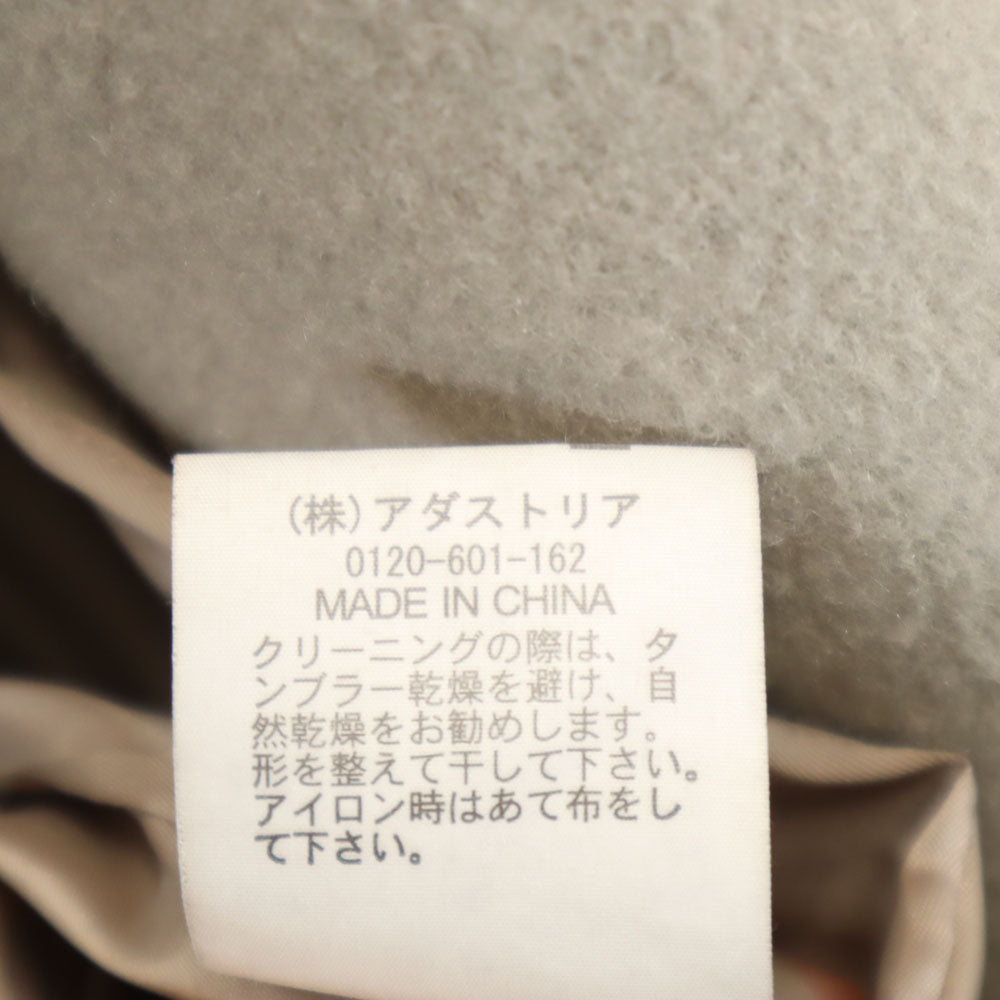 (株)アダストリア
0120-601-162
MADE IN CHINA
クリーニングの際は、タ
ンブラー乾燥を避け、自
然乾燥をお勧めします。
形を整えて干して下さい。
アイロン時はあて布をし
て下さい。